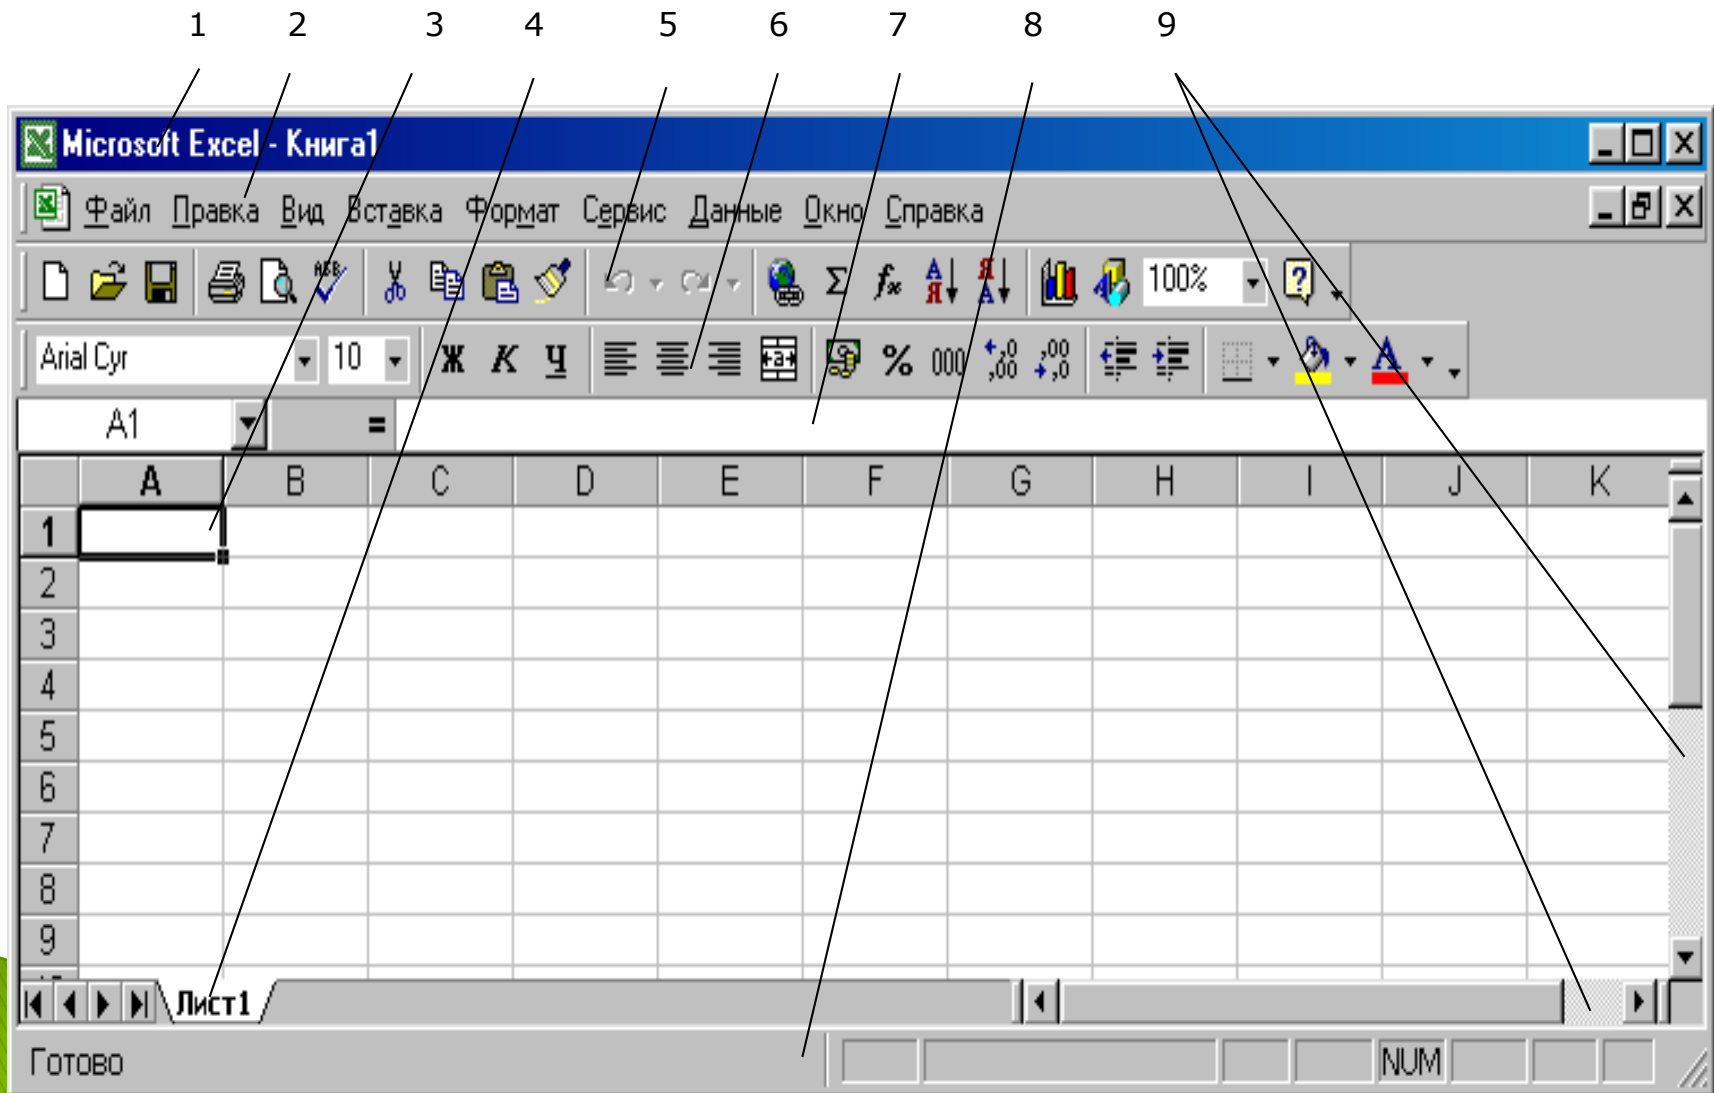 1 2 3 4 5 6 7 8 9
Microsoft Excel - Книга1
Файл Правка Вид Вставка Формат Сервис Данные Окно Справка
100%
Arial Cyr 10 Ж К Ч % 000
A1 =
A B C D E F G H I J K
1
2
3
4
5
6
7
8
9
Лист1
Готово NUM